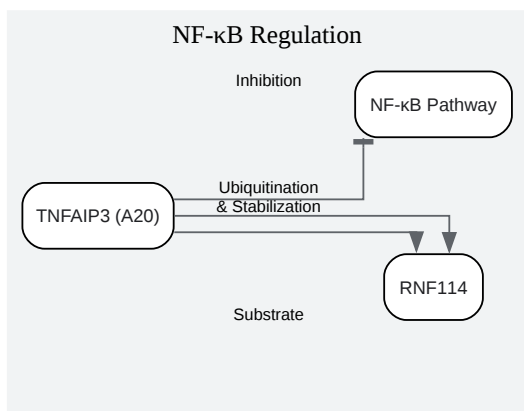 NF-κB Regulation
Inhibition
NF-κB Pathway
Ubiquitination
& Stabilization
TNFAIP3 (A20)
RNF114
Substrate